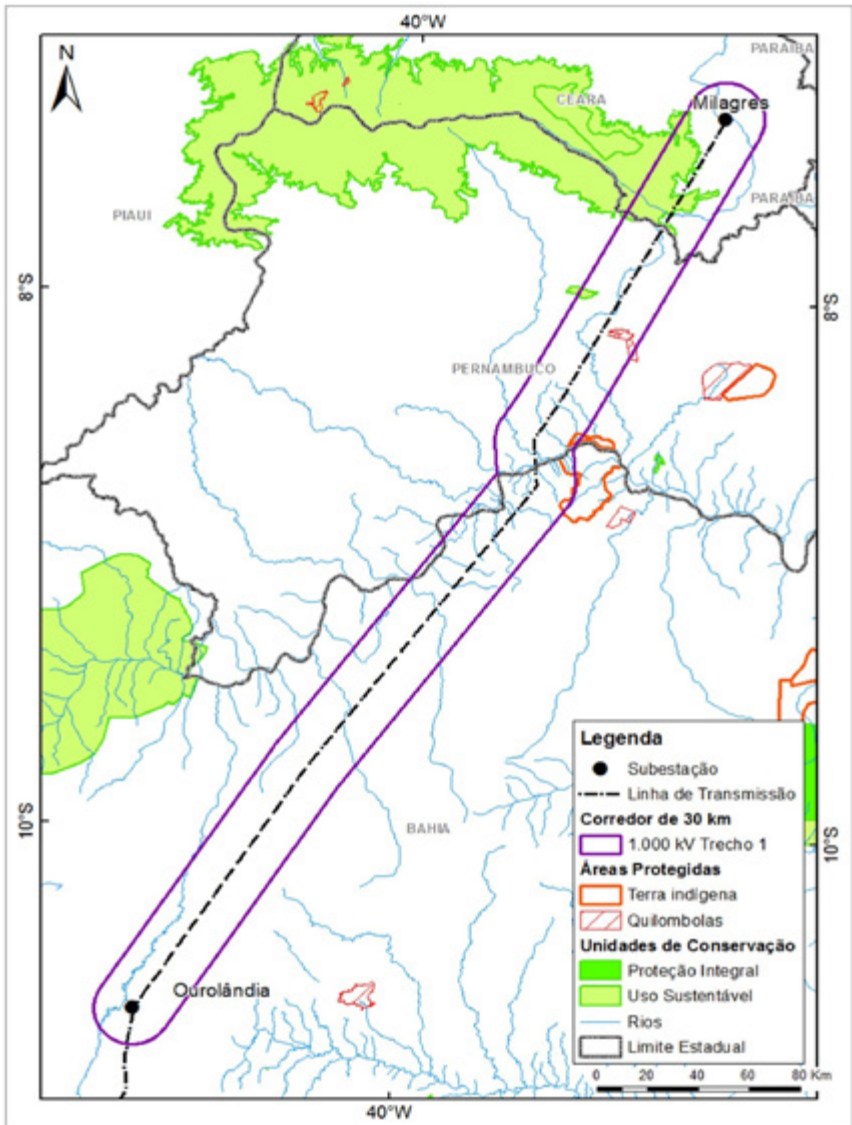 40°W
N
PARAIBA
CEARA
Milagres
PARAIBA
PIAUI
8°S
8°S
PERNAMBUCO
10°S
10°S
BAHIA
Ourolândia
40°W
Legenda
Subestação
Linha de Transmissão
Corredor de 30 km
1.000 kV Trecho 1
Áreas Protegidas
Terra indígena
Quilombolas
Unidades de Conservação
Proteção Integral
Uso Sustentável
Rios
Limite Estadual
0 20 40 60 80 Km